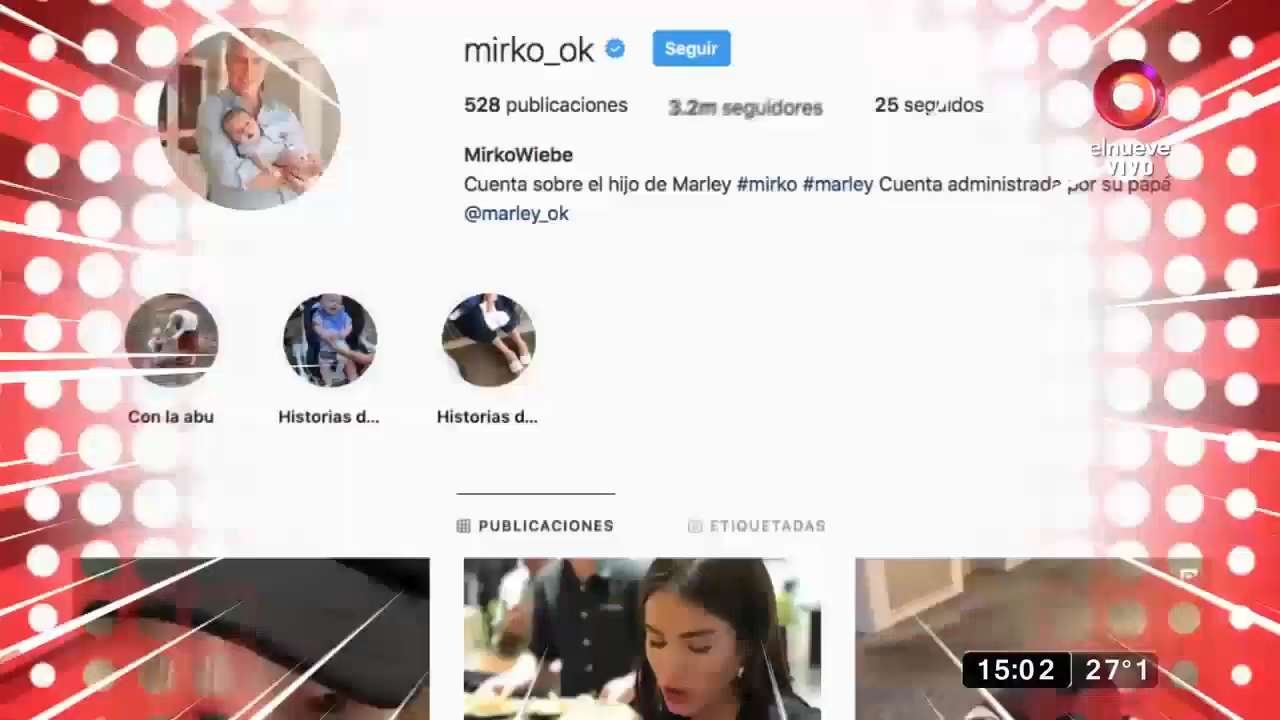 mirko_ok Seguir
528 publicaciones 3.2m seguidores 25 seguidos
elnueve
VIVO
MirkoWiebe
Cuenta sobre el hijo de Marley #mirko #marley Cuenta administrada por su papá
@marley_ok
Con la abu Historias d... Historias d...
PUBLICACIONES ETIQUETADAS
15:02 27°1